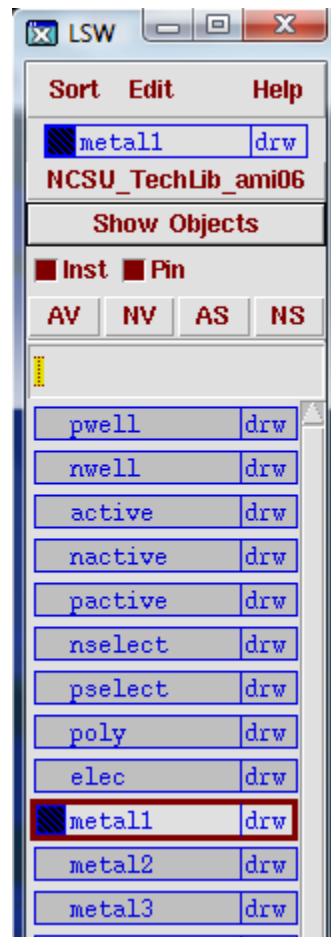 LSW
Sort Edit Help
metal1 drw
NCSU_TechLib_ami06
Show Objects
Inst Pin
AV NV AS NS
pwell drw
nwell drw
active drw
nactive drw
pactive drw
nselect drw
pselect drw
poly drw
elec drw
metal1 drw
metal2 drw
metal3 drw